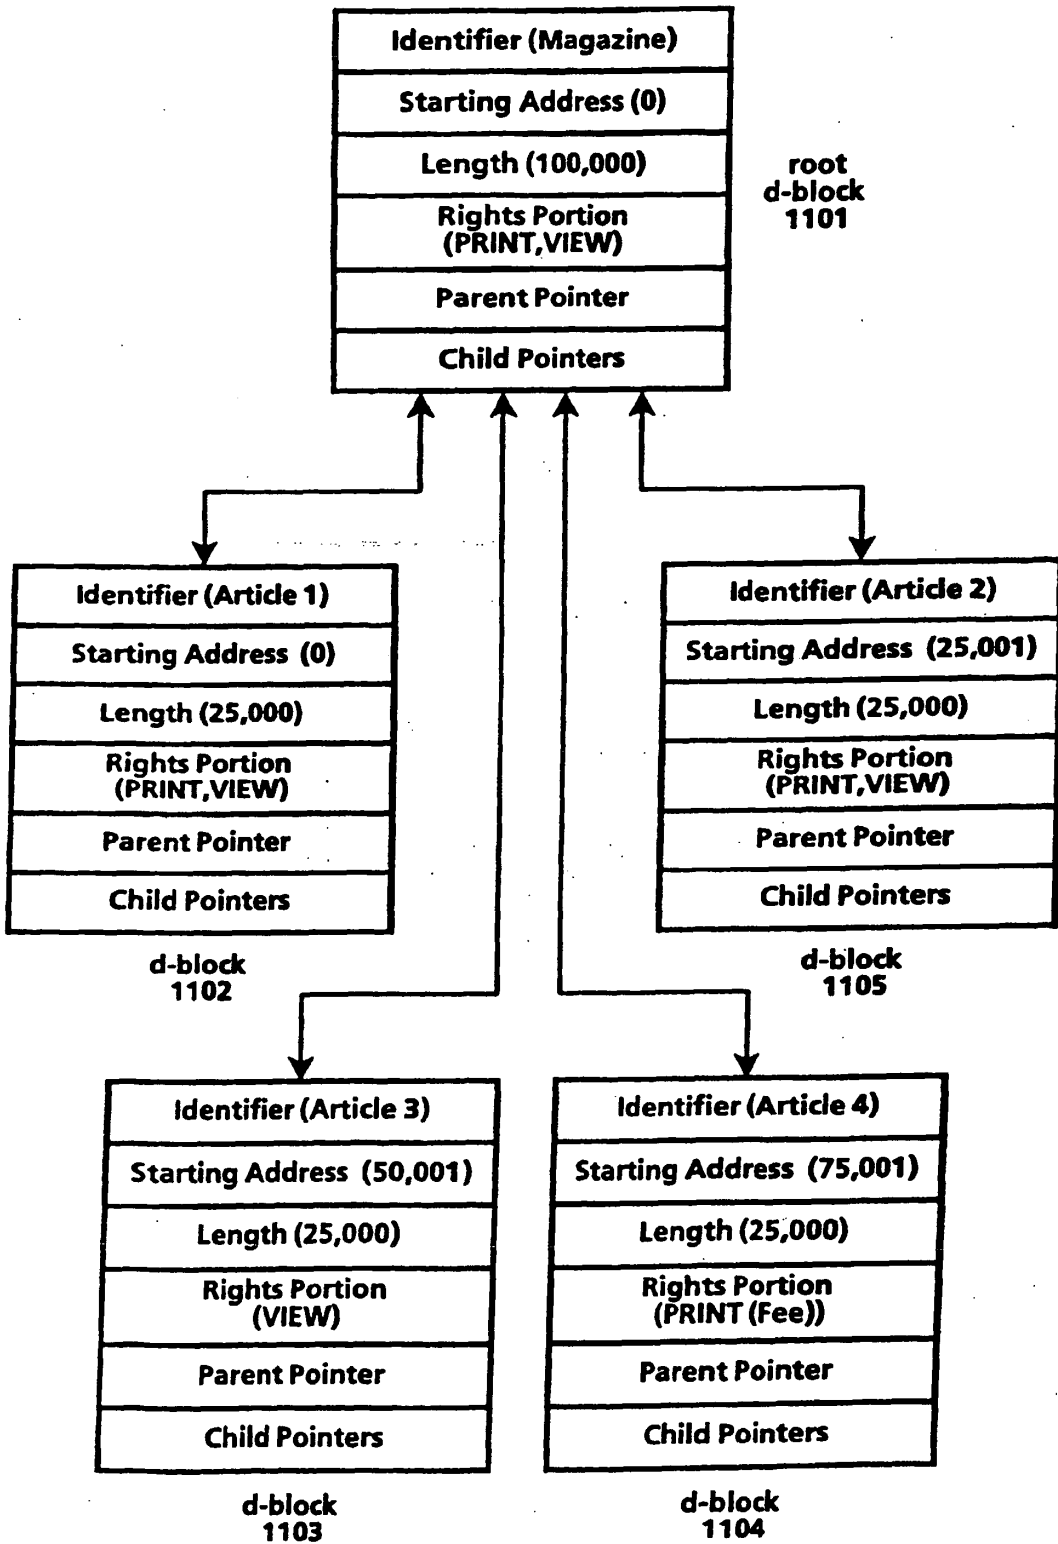 Identifier (Magazine)
Starting Address (0)
Length (100,000)
Rights Portion
(PRINT,VIEW)
Parent Pointer
Child Pointers
root
d-block
1101
Identifier (Article 1)
Starting Address (0)
Length (25,000)
Rights Portion
(PRINT,VIEW)
Parent Pointer
Child Pointers
d-block
1102
Identifier (Article 2)
Starting Address (25,001)
Length (25,000)
Rights Portion
(PRINT,VIEW)
Parent Pointer
Child Pointers
d-block
1105
Identifier (Article 3)
Starting Address (50,001)
Length (25,000)
Rights Portion
(VIEW)
Parent Pointer
Child Pointers
d-block
1103
Identifier (Article 4)
Starting Address (75,001)
Length (25,000)
Rights Portion
(PRINT (Fee))
Parent Pointer
Child Pointers
d-block
1104